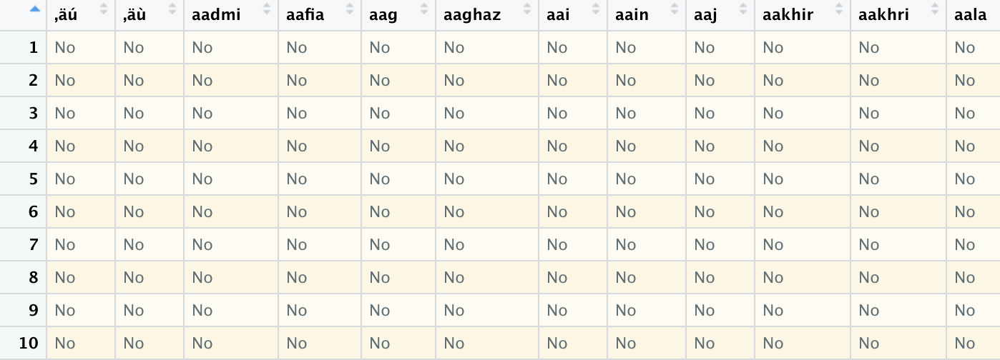 ‚äú ‚äù aadmi aafia aag aaghaz aai aain aaj aakhir aakhri aala
1 No No No No No No No No No No No No
2 No No No No No No No No No No No No
3 No No No No No No No No No No No No
4 No No No No No No No No No No No No
5 No No No No No No No No No No No No
6 No No No No No No No No No No No No
7 No No No No No No No No No No No No
8 No No No No No No No No No No No No
9 No No No No No No No No No No No No
10 No No No No No No No No No No No No